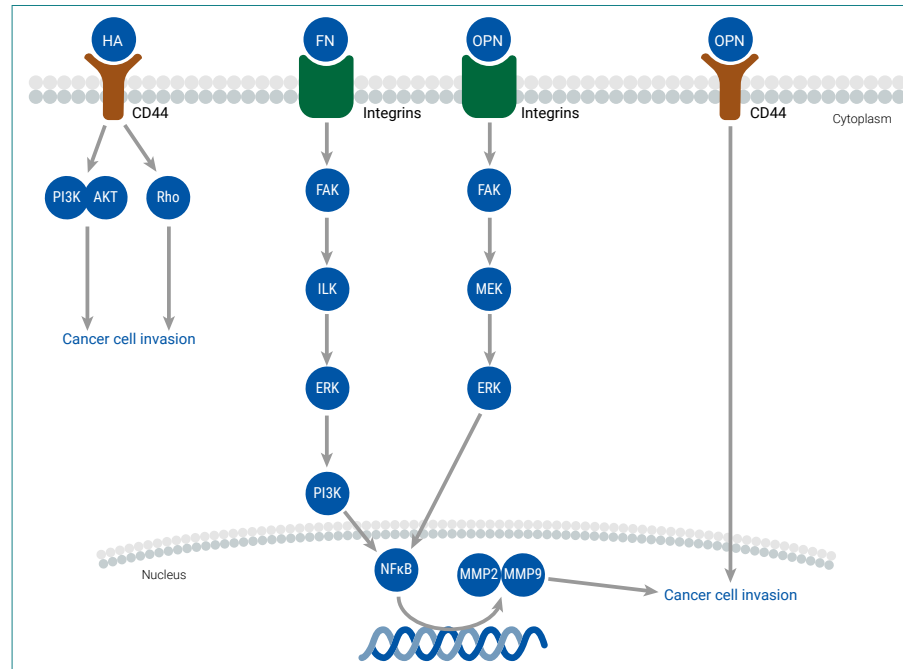 HA
FN
OPN
OPN
CD44
Integrins
Integrins
CD44
Cytoplasm
PI3K
AKT
Rho
FAK
FAK
ILK
MEK
Cancer cell invasion
ERK
ERK
PI3K
Nucleus
NFκB
MMP2
MMP9
Cancer cell invasion